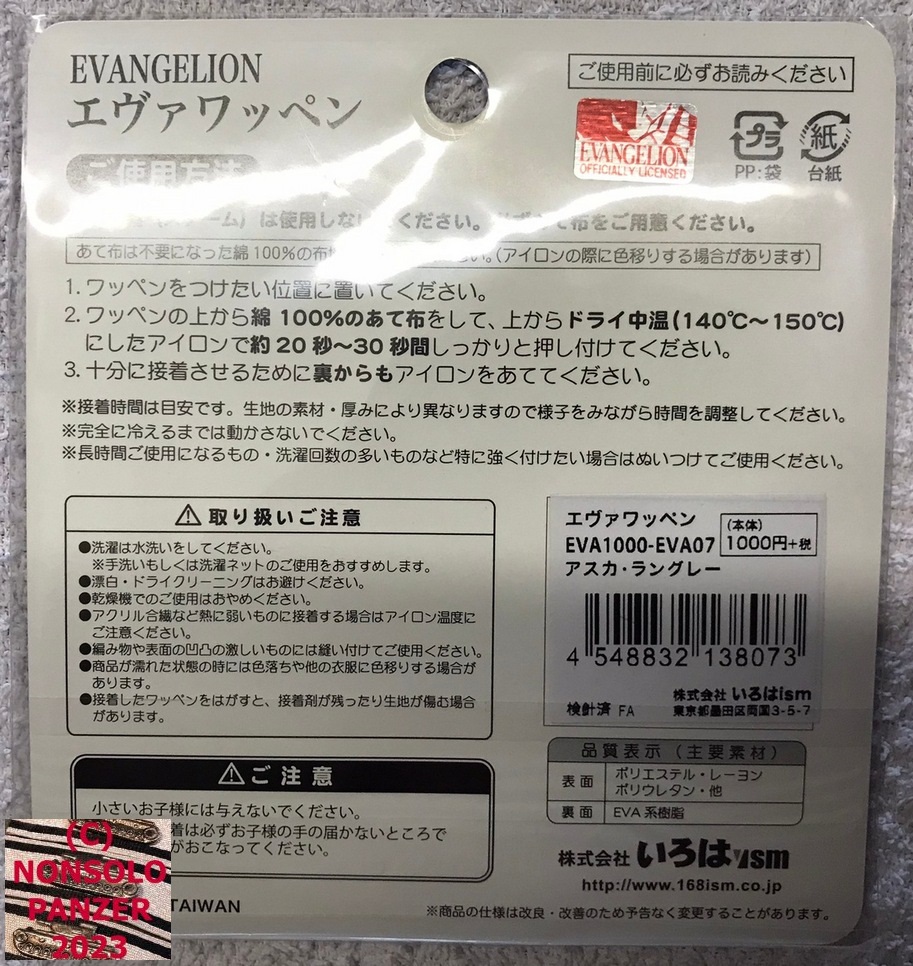 EVANGELION
エヴァワッペン
ご使用前に必ずお読みください
EVANGELION
OFFICIALLY LICENSED
プラ
PP:袋
紙
台紙
ご使用方法
は使用しない ください。 て布をご用意ください。
あて布は不要になった綿100%の布 い。(アイロンの際に色移りする場合があります)
1. ワッペンをつけたい位置に置いてください。
2. ワッペンの上から綿 100%のあて布をして、上からドライ中温(140℃～150℃)
にしたアイロンで約 20 秒～30 秒間しっかりと押し付けてください。
3. 十分に接着させるために裏からもアイロンをあててください。
※接着時間は目安です。生地の素材・厚みにより異なりますので様子をみながら時間を調整してください。
※完全に冷えるまでは動かさないでください。
※長時間ご使用になるもの・洗濯回数の多いものなど特に強く付けたい場合はぬいつけてご使用ください。
⚠取り扱いご注意
●洗濯は水洗いをしてください。
※手洗いもしくは洗濯ネットのご使用をおすすめします。
●漂白・ドライクリーニングはお避けください。
●乾燥機でのご使用はおやめください。
●アクリル合繊など熱に弱いものに接着する場合はアイロン温度に
ご注意ください。
●編み物や表面の凹凸の激しいものには縫い付けてご使用ください。
●商品が濡れた状態の時には色落ちや他の衣服に色移りする場合が
あります。
●接着したワッペンをはがすと、接着剤が残ったり生地が傷む場合
があります。
エヴァワッペン
EVA1000-EVA07
(本体)
1000円+税
アスカ・ラングレー
4 548832 138073
株式会社 いろはism
検針済 FA 東京都墨田区両国3-5-7
⚠ご注意
小さいお子様には与えないでください。
着は必ずお子様の手の届かないところで
がおこなってください。
品質表示(主要素材)
表面 ポリエステル・レーヨン
ポリウレタン・他
裏面 EVA系樹脂
株式会社 いろはism
http://www.168ism.co.jp
TAIWAN
※商品の仕様は改良・改善のため予告なく変更することがあります。
(C)
NONSOLO
PANZER
2023